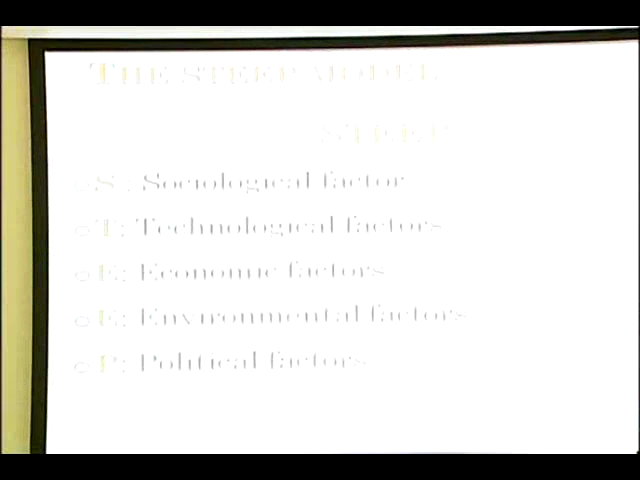 THE STEEP MODEL
STEEP
S : Sociological factor
T: Technological factors
E: Economic factors
E: Environmental factors
P: Political factors